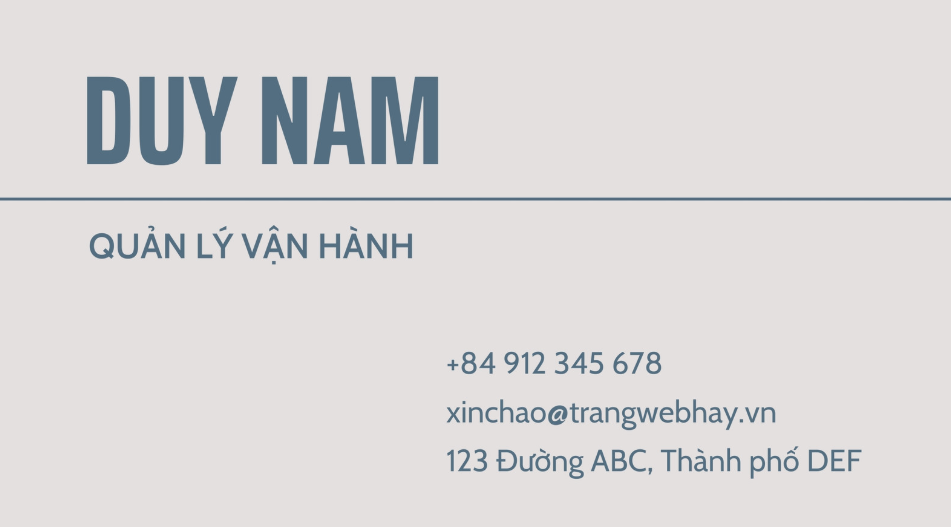 DUY NAM
QUẢN LÝ VẬN HÀNH
+84 912 345 678
xinchao@trangwebhay.vn
123 Đường ABC, Thành phố DEF